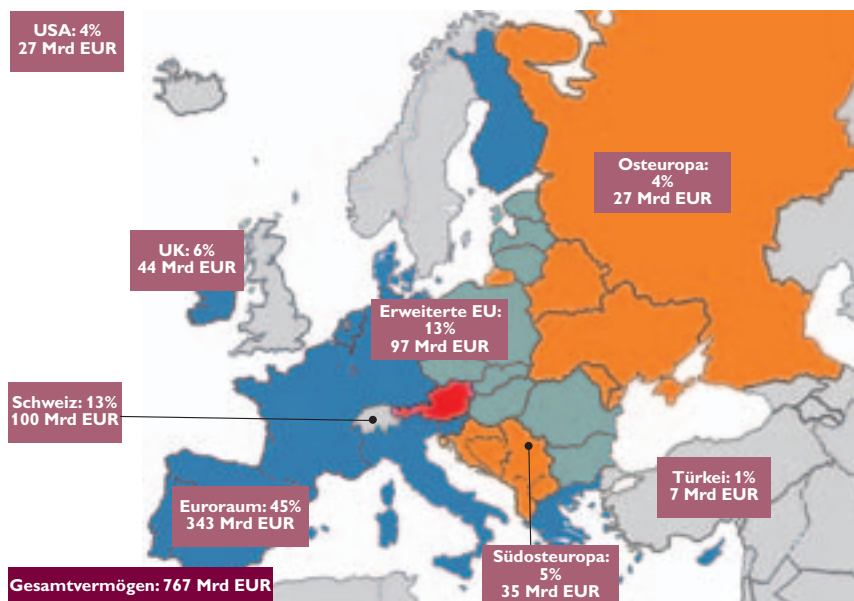 USA: 4%
27 Mrd EUR
Osteuropa:
4%
27 Mrd EUR
UK: 6%
44 Mrd EUR
Erweiterte EU:
13%
97 Mrd EUR
Schweiz: 13%
100 Mrd EUR
Türkei: 1%
7 Mrd EUR
Euroraum: 45%
343 Mrd EUR
Südosteuropa:
5%
35 Mrd EUR
Gesamtvermögen: 767 Mrd EUR